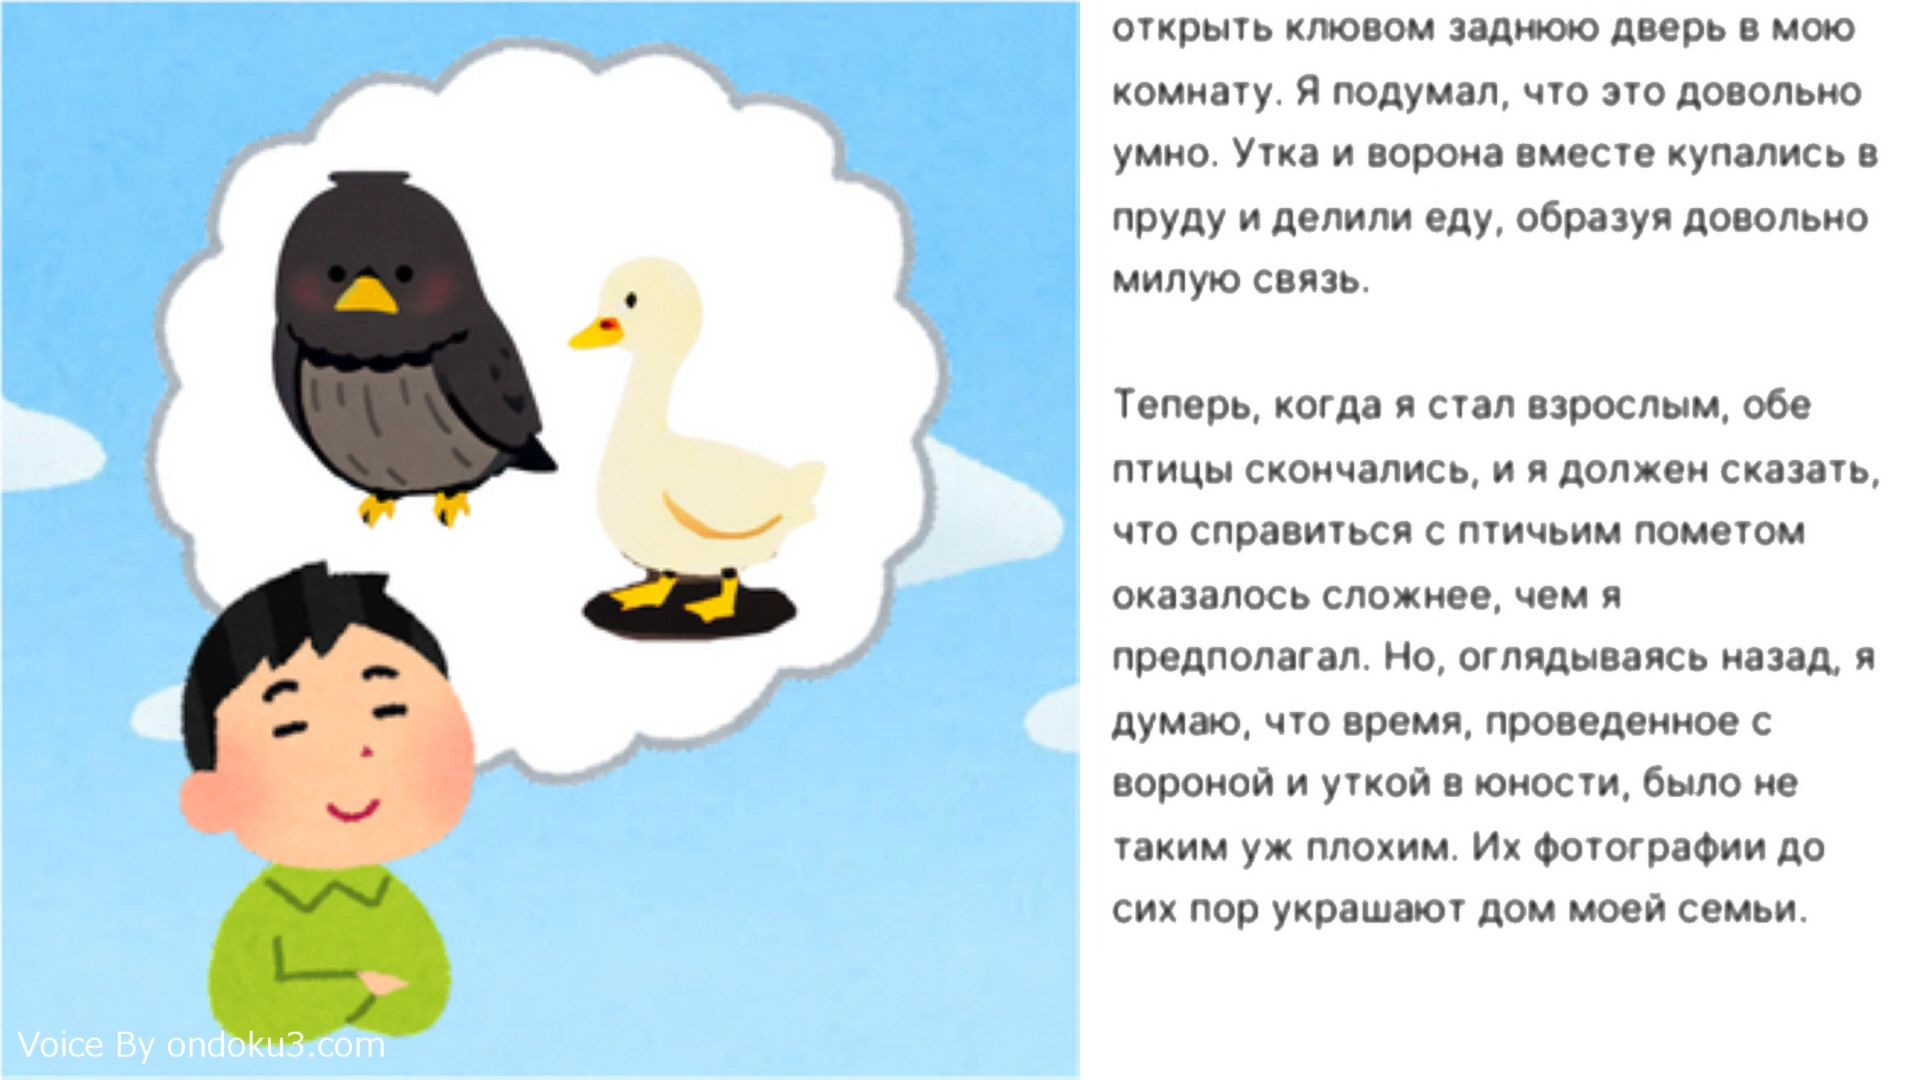 открыть клювом заднюю дверь в мою
комнату. Я подумал, что это довольно
умно. Утка и ворона вместе купались в
пруду и делили еду, образуя довольно
милую связь.
Теперь, когда я стал взрослым, обе
птицы скончались, и я должен сказать,
что справиться с птичьим пометом
оказалось сложнее, чем я
предполагал. Но, оглядываясь назад, я
думаю, что время, проведенное с
вороной и уткой в юности, было не
таким уж плохим. Их фотографии до
сих пор украшают дом моей семьи.
Voice By ondoku3.com